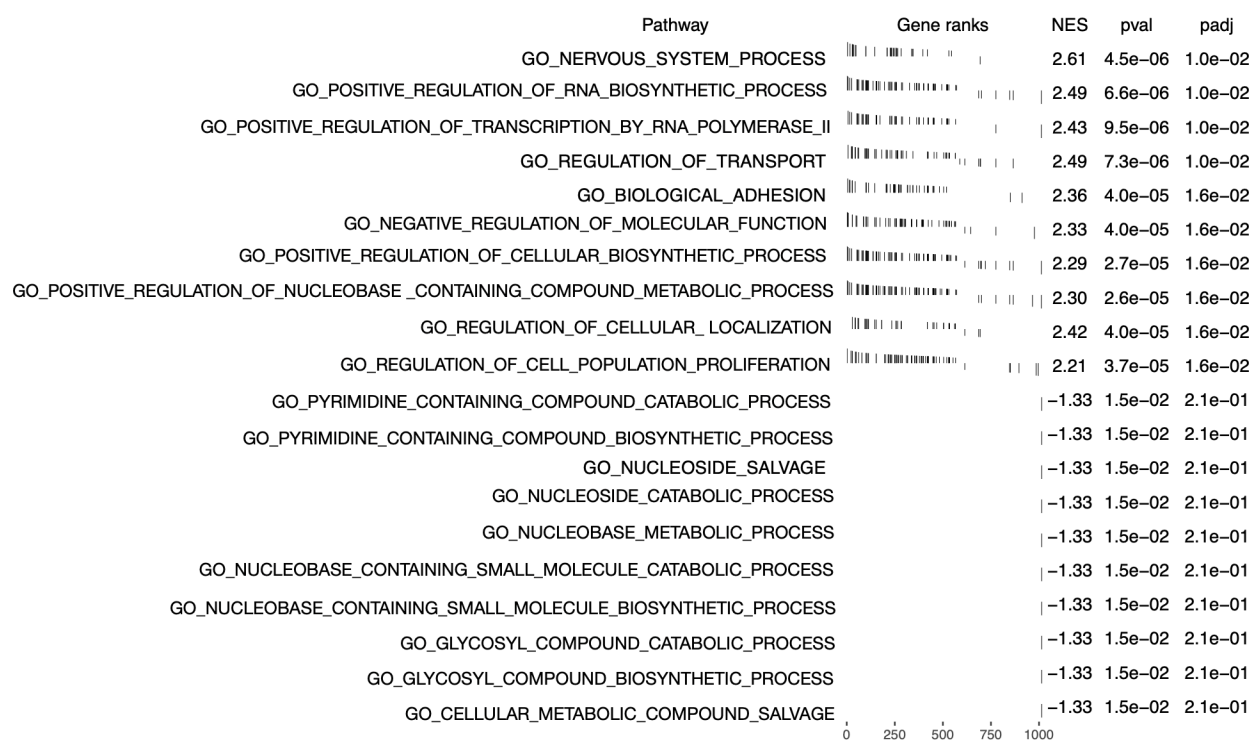 Pathway Gene ranks NES pval padj
GO_NERVOUS_SYSTEM_PROCESS 2.61 4.5e−06 1.0e−02
GO_POSITIVE_REGULATION_OF_RNA_BIOSYNTHETIC_PROCESS 2.49 6.6e−06 1.0e−02
GO_POSITIVE_REGULATION_OF_TRANSCRIPTION_BY_RNA_POLYMERASE_II 2.43 9.5e−06 1.0e−02
GO_REGULATION_OF_TRANSPORT 2.49 7.3e−06 1.0e−02
GO_BIOLOGICAL_ADHESION 2.36 4.0e−05 1.6e−02
GO_NEGATIVE_REGULATION_OF_MOLECULAR_FUNCTION 2.33 4.0e−05 1.6e−02
GO_POSITIVE_REGULATION_OF_CELLULAR_BIOSYNTHETIC_PROCESS 2.29 2.7e−05 1.6e−02
GO_POSITIVE_REGULATION_OF_NUCLEOBASE _CONTAINING_COMPOUND_METABOLIC_PROCESS 2.30 2.6e−05 1.6e−02
GO_REGULATION_OF_CELLULAR_ LOCALIZATION 2.42 4.0e−05 1.6e−02
GO_REGULATION_OF_CELL_POPULATION_PROLIFERATION 2.21 3.7e−05 1.6e−02
GO_PYRIMIDINE_CONTAINING_COMPOUND_CATABOLIC_PROCESS −1.33 1.5e−02 2.1e−01
GO_PYRIMIDINE_CONTAINING_COMPOUND_BIOSYNTHETIC_PROCESS −1.33 1.5e−02 2.1e−01
GO_NUCLEOSIDE_SALVAGE −1.33 1.5e−02 2.1e−01
GO_NUCLEOSIDE_CATABOLIC_PROCESS −1.33 1.5e−02 2.1e−01
GO_NUCLEOBASE_METABOLIC_PROCESS −1.33 1.5e−02 2.1e−01
GO_NUCLEOBASE_CONTAINING_SMALL_MOLECULE_CATABOLIC_PROCESS −1.33 1.5e−02 2.1e−01
GO_NUCLEOBASE_CONTAINING_SMALL_MOLECULE_BIOSYNTHETIC_PROCESS −1.33 1.5e−02 2.1e−01
GO_GLYCOSYL_COMPOUND_CATABOLIC_PROCESS −1.33 1.5e−02 2.1e−01
GO_GLYCOSYL_COMPOUND_BIOSYNTHETIC_PROCESS −1.33 1.5e−02 2.1e−01
GO_CELLULAR_METABOLIC_COMPOUND_SALVAGE −1.33 1.5e−02 2.1e−01
0 250 500 750 1000